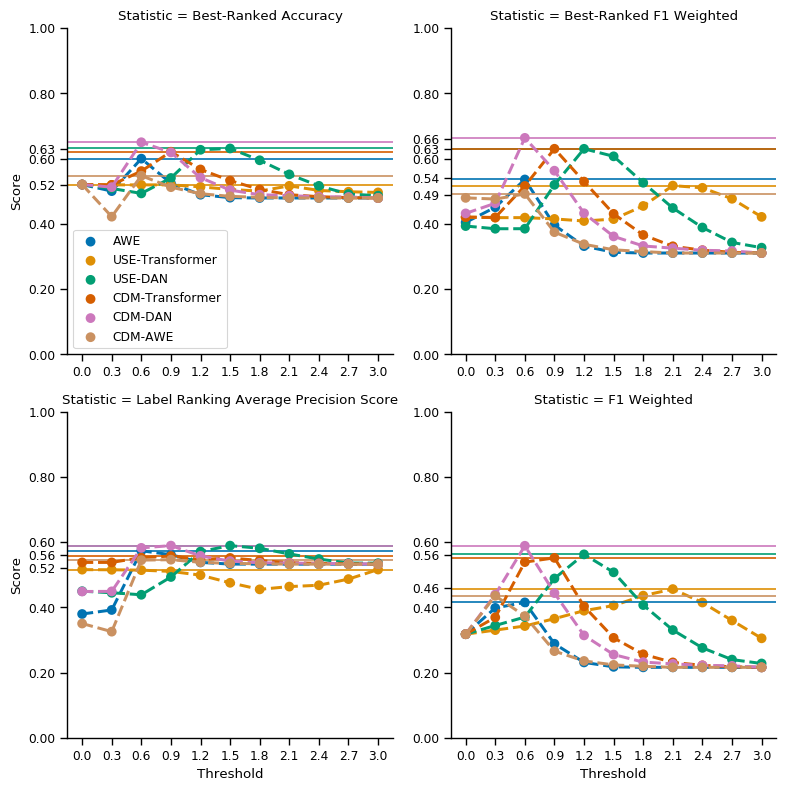 Statistic = Best-Ranked Accuracy
1.00
0.80
0.63
0.60
0.52
0.40
0.20
0.00
Score
AWE
USE-Transformer
USE-DAN
CDM-Transformer
CDM-DAN
CDM-AWE
0.0 0.3 0.6 0.9 1.2 1.5 1.8 2.1 2.4 2.7 3.0
Statistic = Best-Ranked F1 Weighted
1.00
0.80
0.66
0.63
0.60
0.54
0.49
0.40
0.20
0.00
0.0 0.3 0.6 0.9 1.2 1.5 1.8 2.1 2.4 2.7 3.0
Statistic = Label Ranking Average Precision Score
1.00
0.80
0.60
0.56
0.52
0.40
0.20
0.00
Score
0.0 0.3 0.6 0.9 1.2 1.5 1.8 2.1 2.4 2.7 3.0
Threshold
Statistic = F1 Weighted
1.00
0.80
0.60
0.56
0.46
0.40
0.20
0.00
0.0 0.3 0.6 0.9 1.2 1.5 1.8 2.1 2.4 2.7 3.0
Threshold